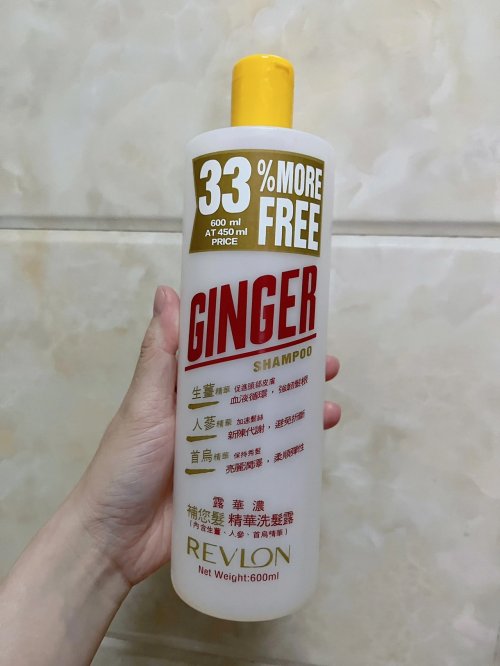 33 %MORE FREE
600 ml
AT 450 ml
PRICE
GINGER
SHAMPOO
生薑精華 促進頭部皮膚
血液循環，強韌髮根
人蔘精華 加速髮絲
新陳代謝，避免折斷
首烏精華 保持秀髮
亮麗潤澤，柔順彈性
露華濃
補您髮 精華洗髮露
(內含生薑、人參、首烏精華)
REVLON
Net Weight:600ml